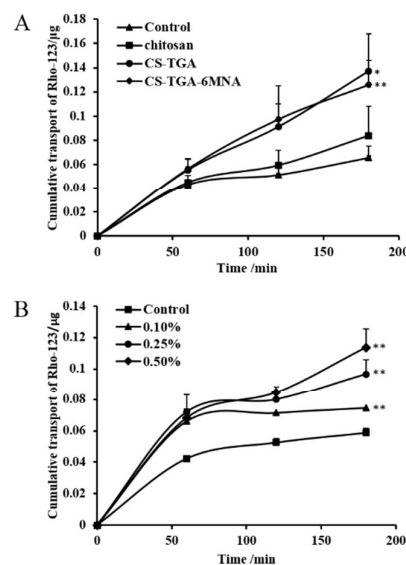 A
Cumulative transport of Rho-123/μg
0.18
0.16
0.14
0.12
0.1
0.08
0.06
0.04
0.02
0
Control
chitosan
CS-TGA
CS-TGA-6MNA
*
**
0 50 100 150 200
Time /min
B
Cumulative transport of Rho-123/μg
0.14
0.12
0.1
0.08
0.06
0.04
0.02
0
Control
0.10%
0.25%
0.50%
**
**
**
0 50 100 150 200
Time /min